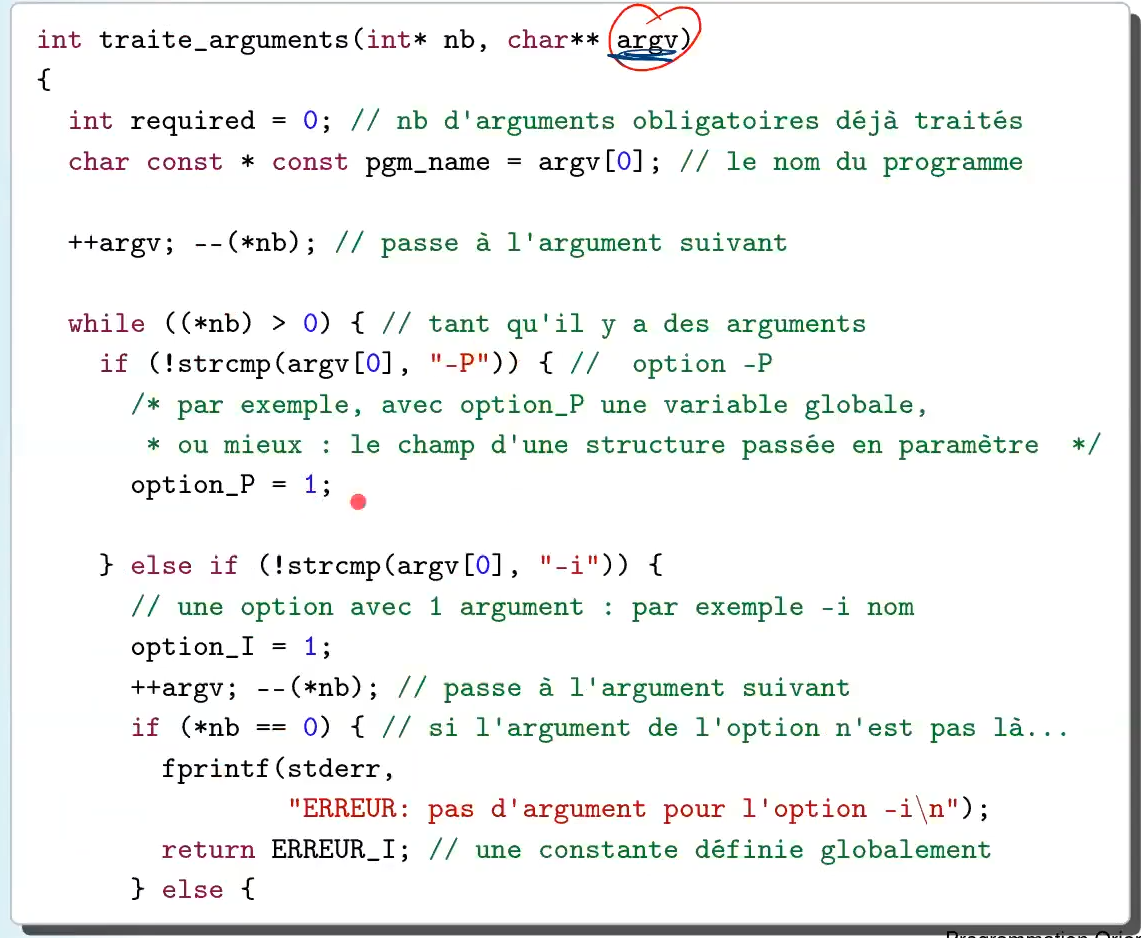 int traite_arguments(int* nb, char** argv)
{
int required = 0; // nb d'arguments obligatoires déjà traités
char const * const pgm_name = argv[0]; // le nom du programme
++argv; --(*nb); // passe à l'argument suivant
while ((*nb) > 0) { // tant qu'il y a des arguments
if (!strcmp(argv[0], "-P")) { // option -P
/* par exemple, avec option_P une variable globale,
* ou mieux : le champ d'une structure passée en paramètre */
option_P = 1;
} else if (!strcmp(argv[0], "-i")) {
// une option avec 1 argument : par exemple -i nom
option_I = 1;
++argv; --(*nb); // passe à l'argument suivant
if (*nb == 0) { // si l'argument de l'option n'est pas là...
fprintf(stderr,
"ERREUR: pas d'argument pour l'option -i\n");
return ERREUR_I; // une constante définie globalement
} else {